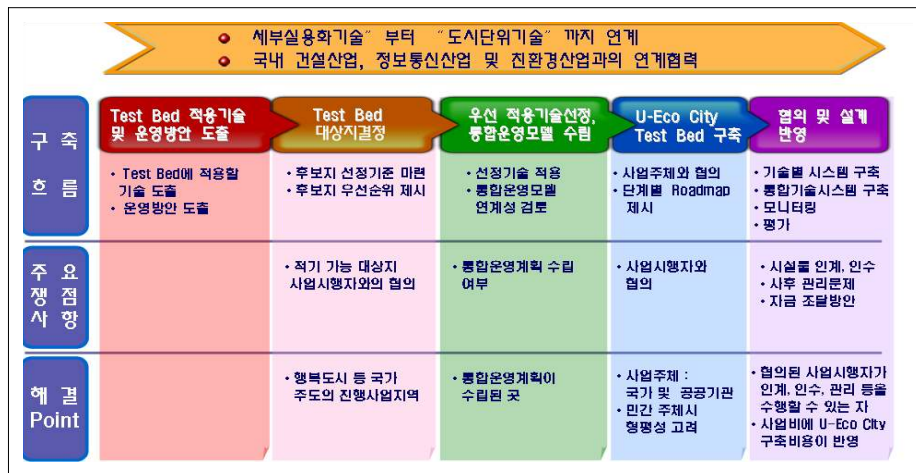 ● 세부실용화기술” 부터 “도시단위기술” 까지 연계
● 국내 건설산업, 정보통신산업 및 친환경산업과의 연계협력
구 축
흐 름
Test Bed 적용기술
및 운영방안 도출
Test Bed
대상지결정
우선 적용기술선정,
통합운영모델 수립
U-Eco City
Test Bed 구축
협의 및 설계
반영
• Test Bed에 적용할
기술 도출
• 운영방안 도출
• 후보지 선정기준 마련
• 후보지 우선순위 제시
• 선정기술 적용
• 통합운영모델
연계성 검토
• 사업주체와 협의
• 단계별 Roadmap
제시
• 기술별 시스템 구축
• 통합기술시스템 구축
• 모니터링
• 평가
주 요
쟁 점
사 항
• 적기 가능 대상지
사업시행자와의 협의
• 통합운영계획 수립
여부
• 사업시행자와
협의
• 시설물 인계, 인수
• 사후 관리문제
• 자금 조달방안
해 결
Point
• 행복도시 등 국가
주도의 진행사업지역
• 통합운영계획이
수립된 곳
• 사업주체 :
국가 및 공공기관
• 민간 주체시
형평성 고려
• 협의된 사업시행자가
인계, 인수, 관리 등을
수행할 수 있는 자
• 사업비에 U-Eco City
구축비용이 반영